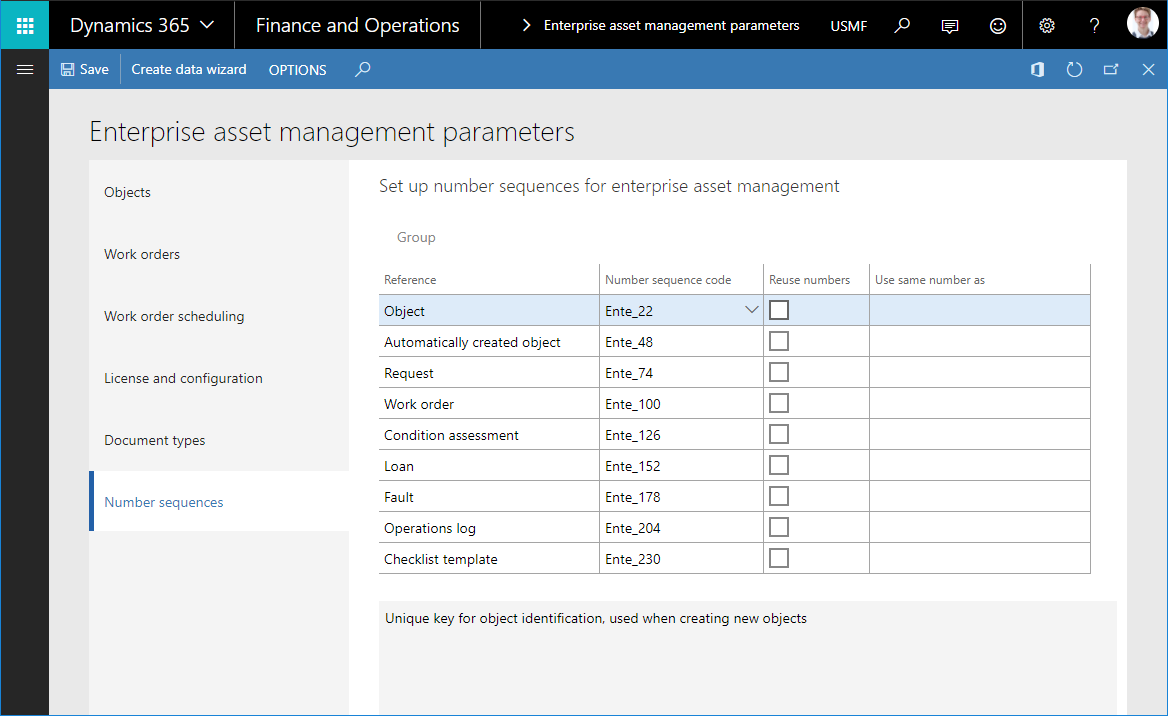 Dynamics 365 Finance and Operations Enterprise asset management parameters USMF ?
Save Create data wizard OPTIONS
Enterprise asset management parameters
Objects
Work orders
Work order scheduling
License and configuration
Document types
Number sequences
Set up number sequences for enterprise asset management
Group
Reference Number sequence code Reuse numbers Use same number as
Object Ente_22
Automatically created object Ente_48
Request Ente_74
Work order Ente_100
Condition assessment Ente_126
Loan Ente_152
Fault Ente_178
Operations log Ente_204
Checklist template Ente_230
Unique key for object identification, used when creating new objects